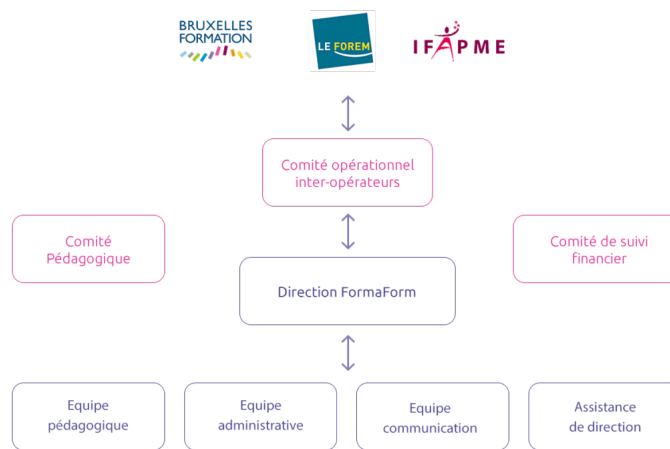 BRUXELLES
FORMATION
LE FOREM
IFAPME
Comité opérationnel
inter-opérateurs
Comité
Pédagogique
Comité de suivi
financier
Direction FormaForm
Equipe
pédagogique
Equipe
administrative
Equipe
communication
Assistance
de direction